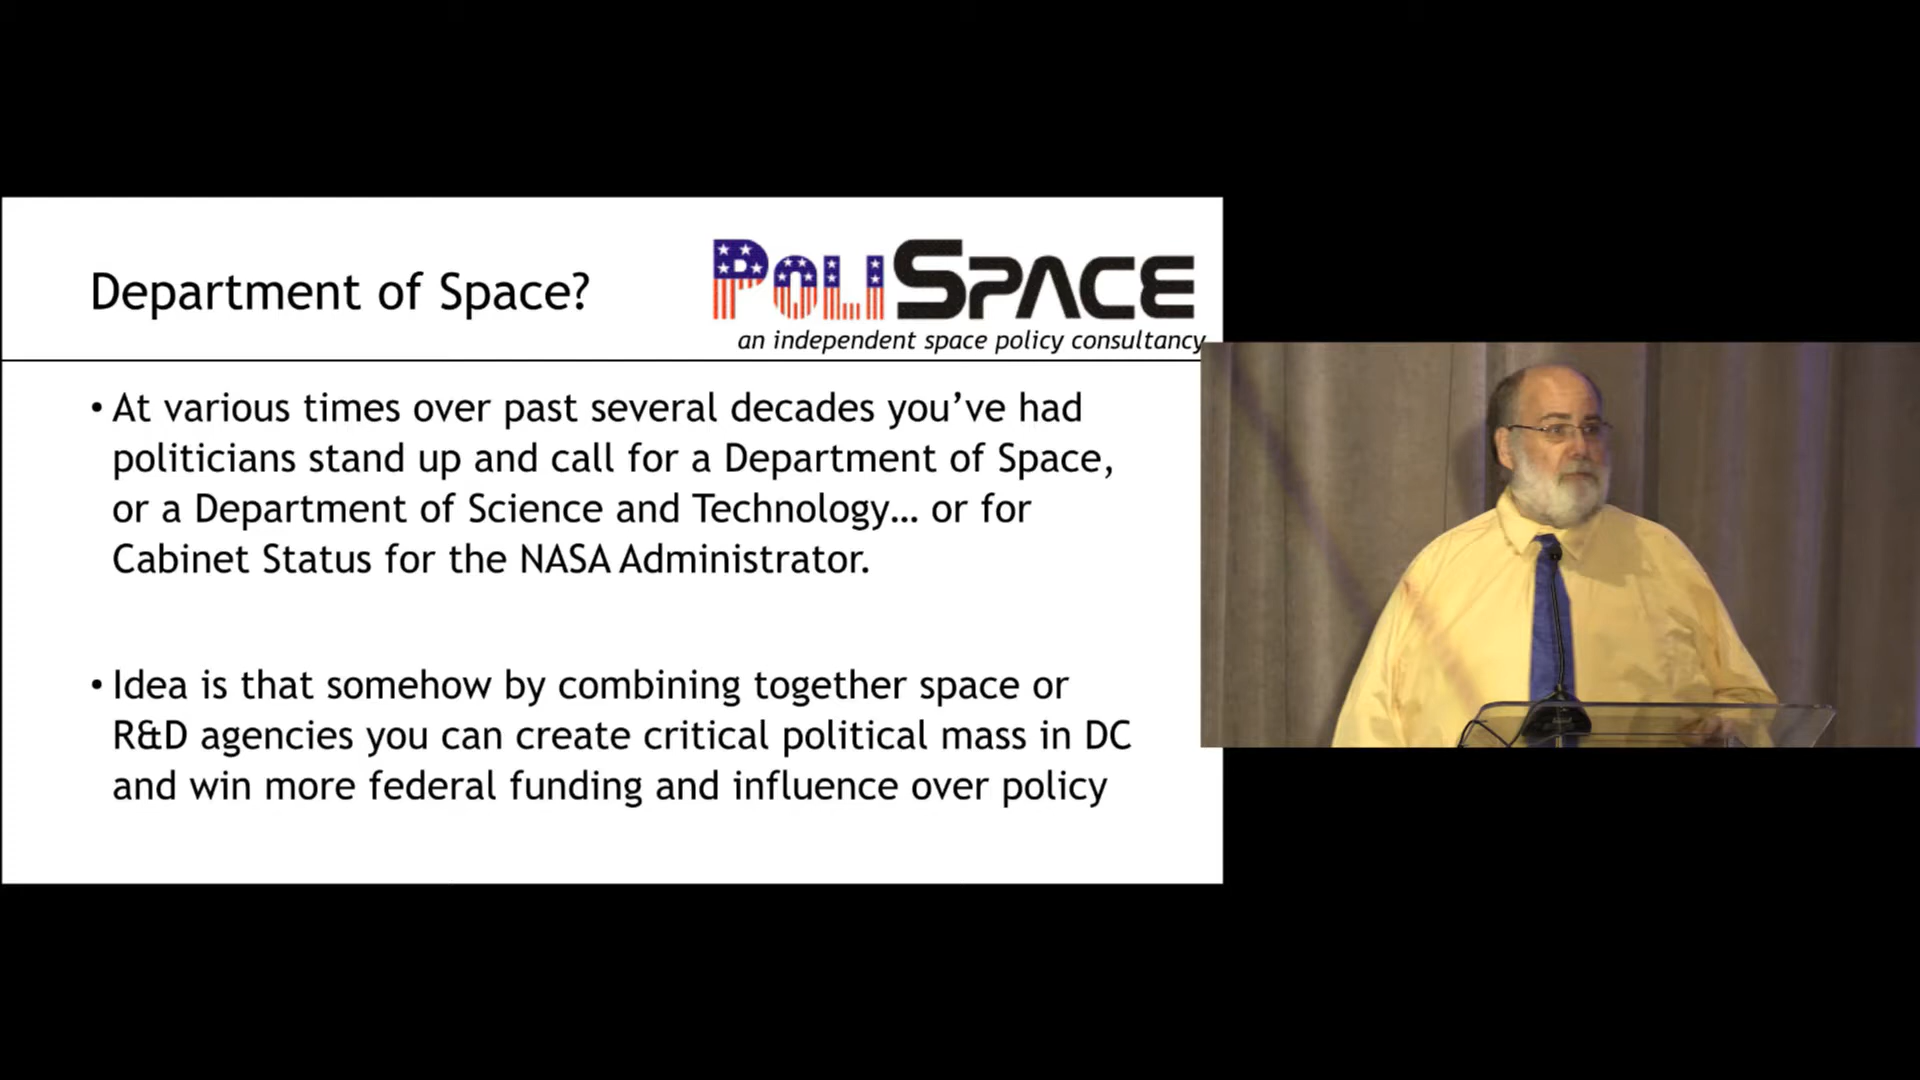 Department of Space?
POLISPACE
an independent space policy consultancy
• At various times over past several decades you've had
politicians stand up and call for a Department of Space,
or a Department of Science and Technology… or for
Cabinet Status for the NASA Administrator.
• Idea is that somehow by combining together space or
R&D agencies you can create critical political mass in DC
and win more federal funding and influence over policy